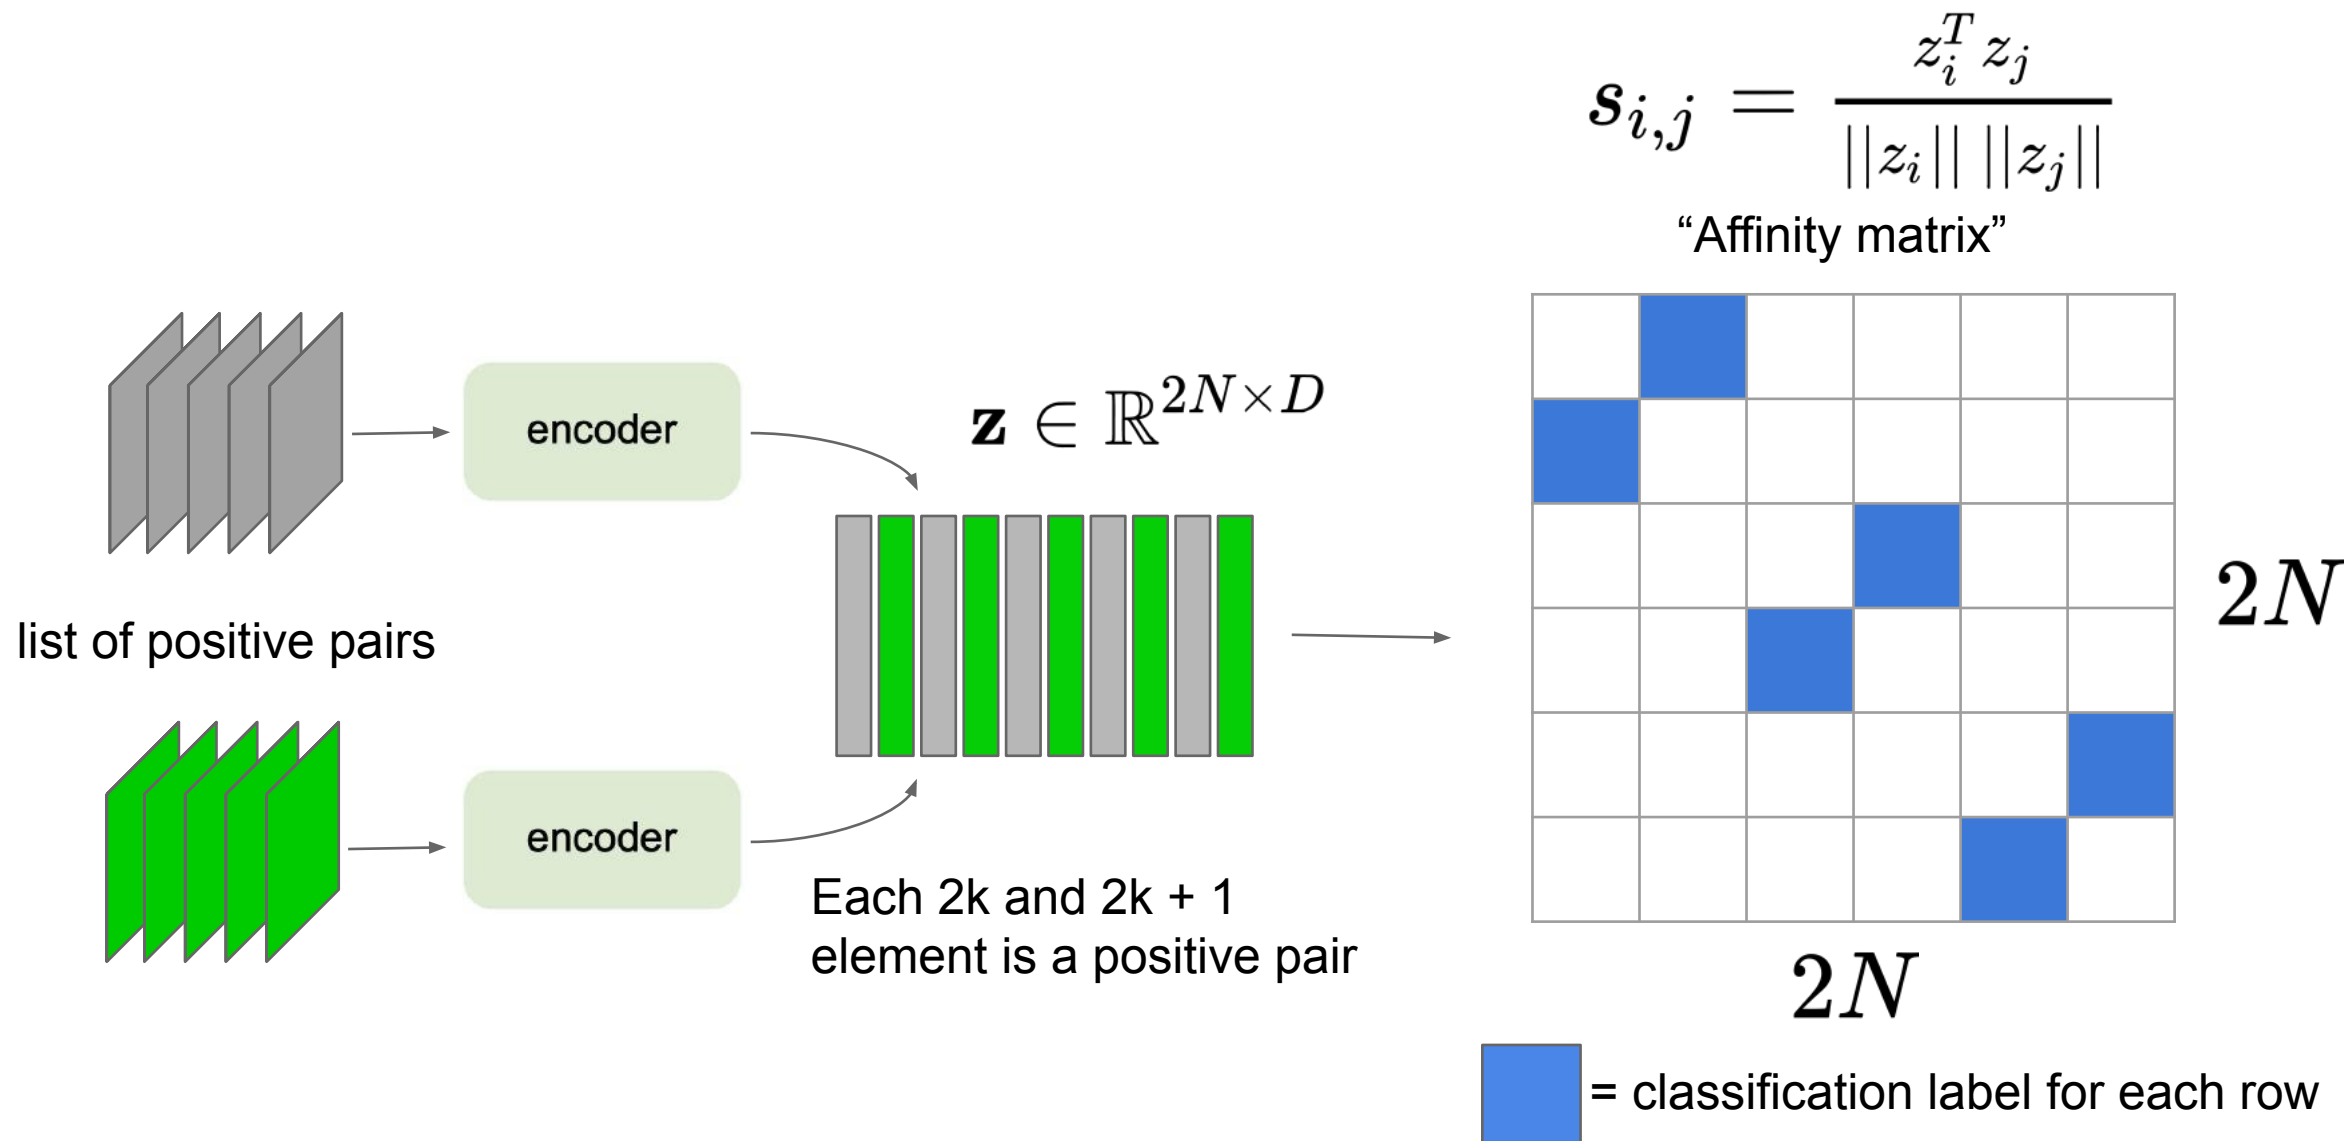 s_{i,j} = \frac{z_i^T z_j}{||z_i|| ||z_j||}
“Affinity matrix”
encoder
z ∈ ℝ^{2N×D}
list of positive pairs
2N
encoder
Each 2k and 2k + 1
element is a positive pair
2N
= classification label for each row